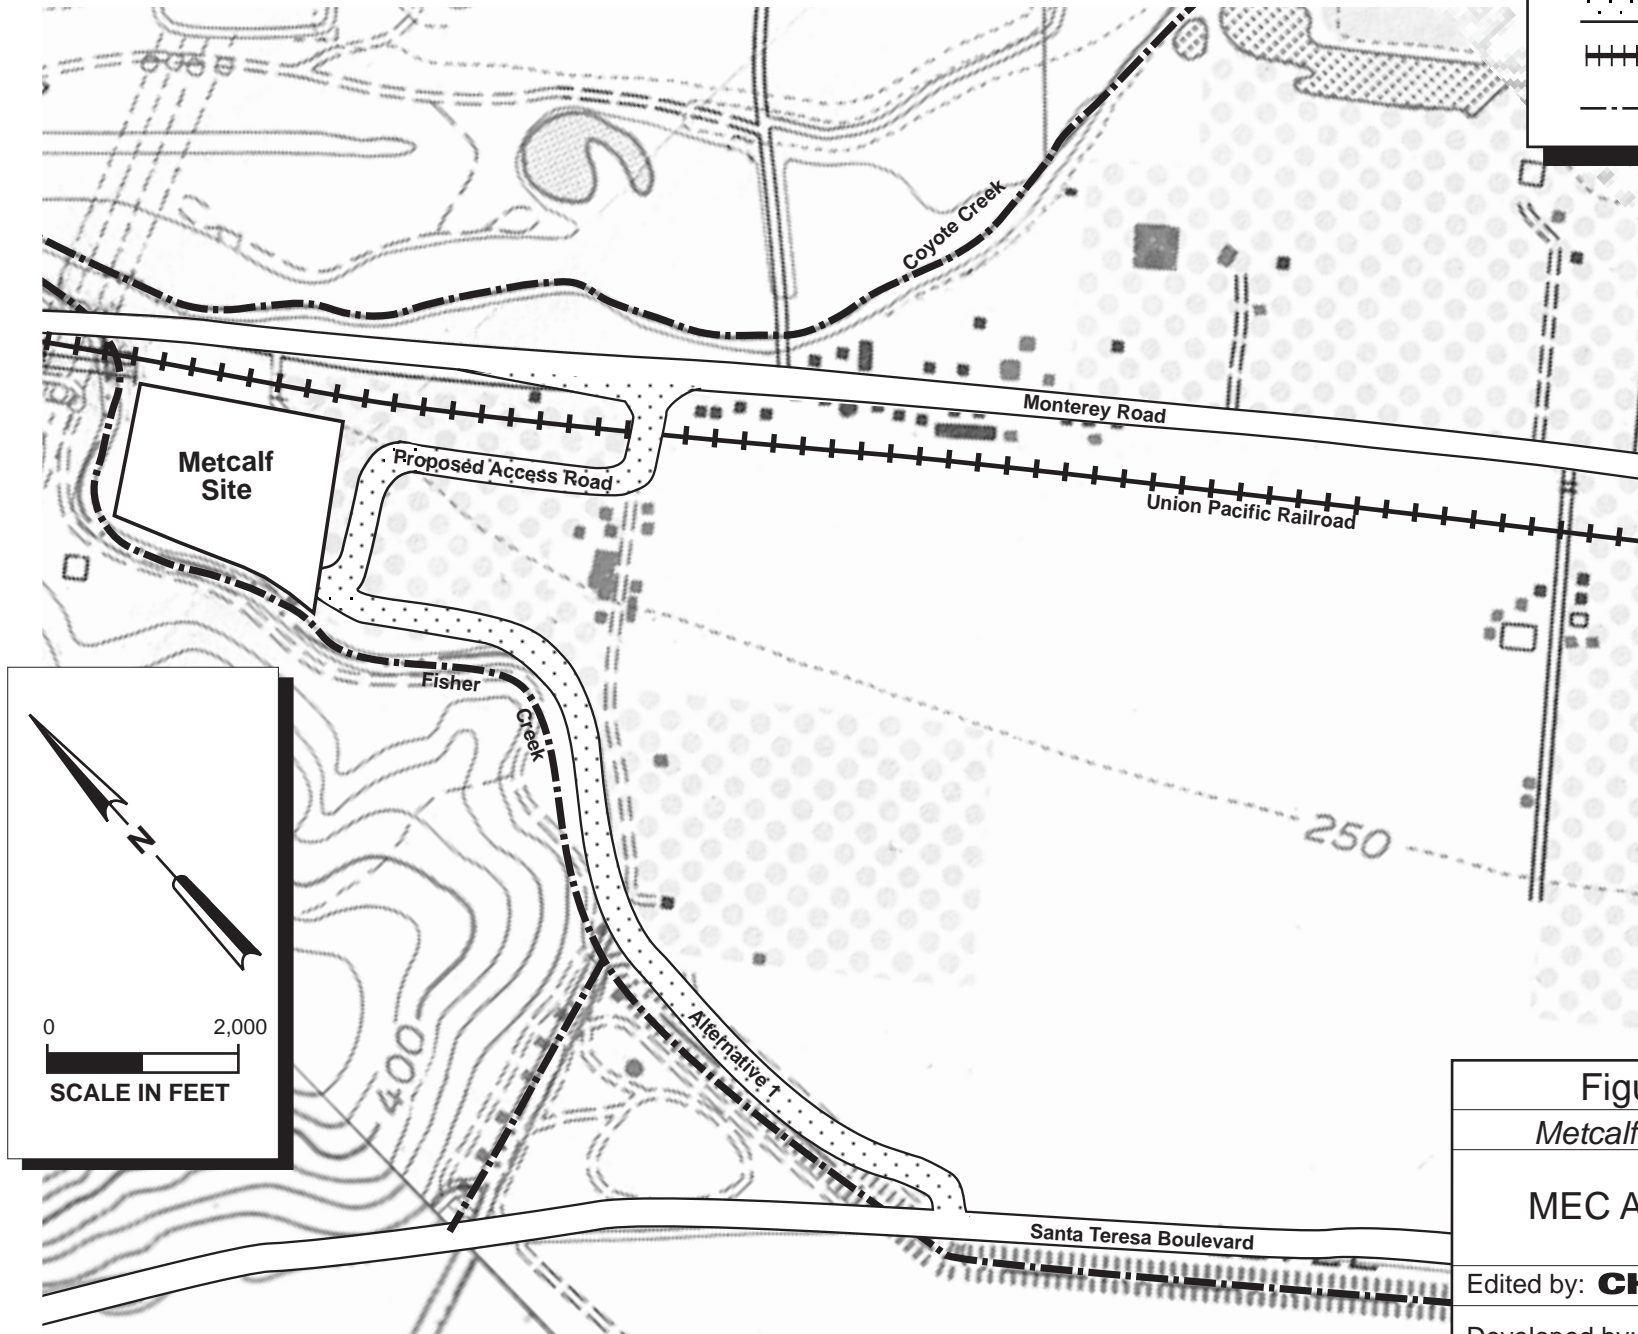 Coyote Creek
Monterey Road
Metcalf
Site
Proposed Access Road
Union Pacific Railroad
Fisher
Creek
250
N
0 2,000
SCALE IN FEET
400
Alternative 1
Santa Teresa Boulevard
Metcalf
MEC A
Edited by: